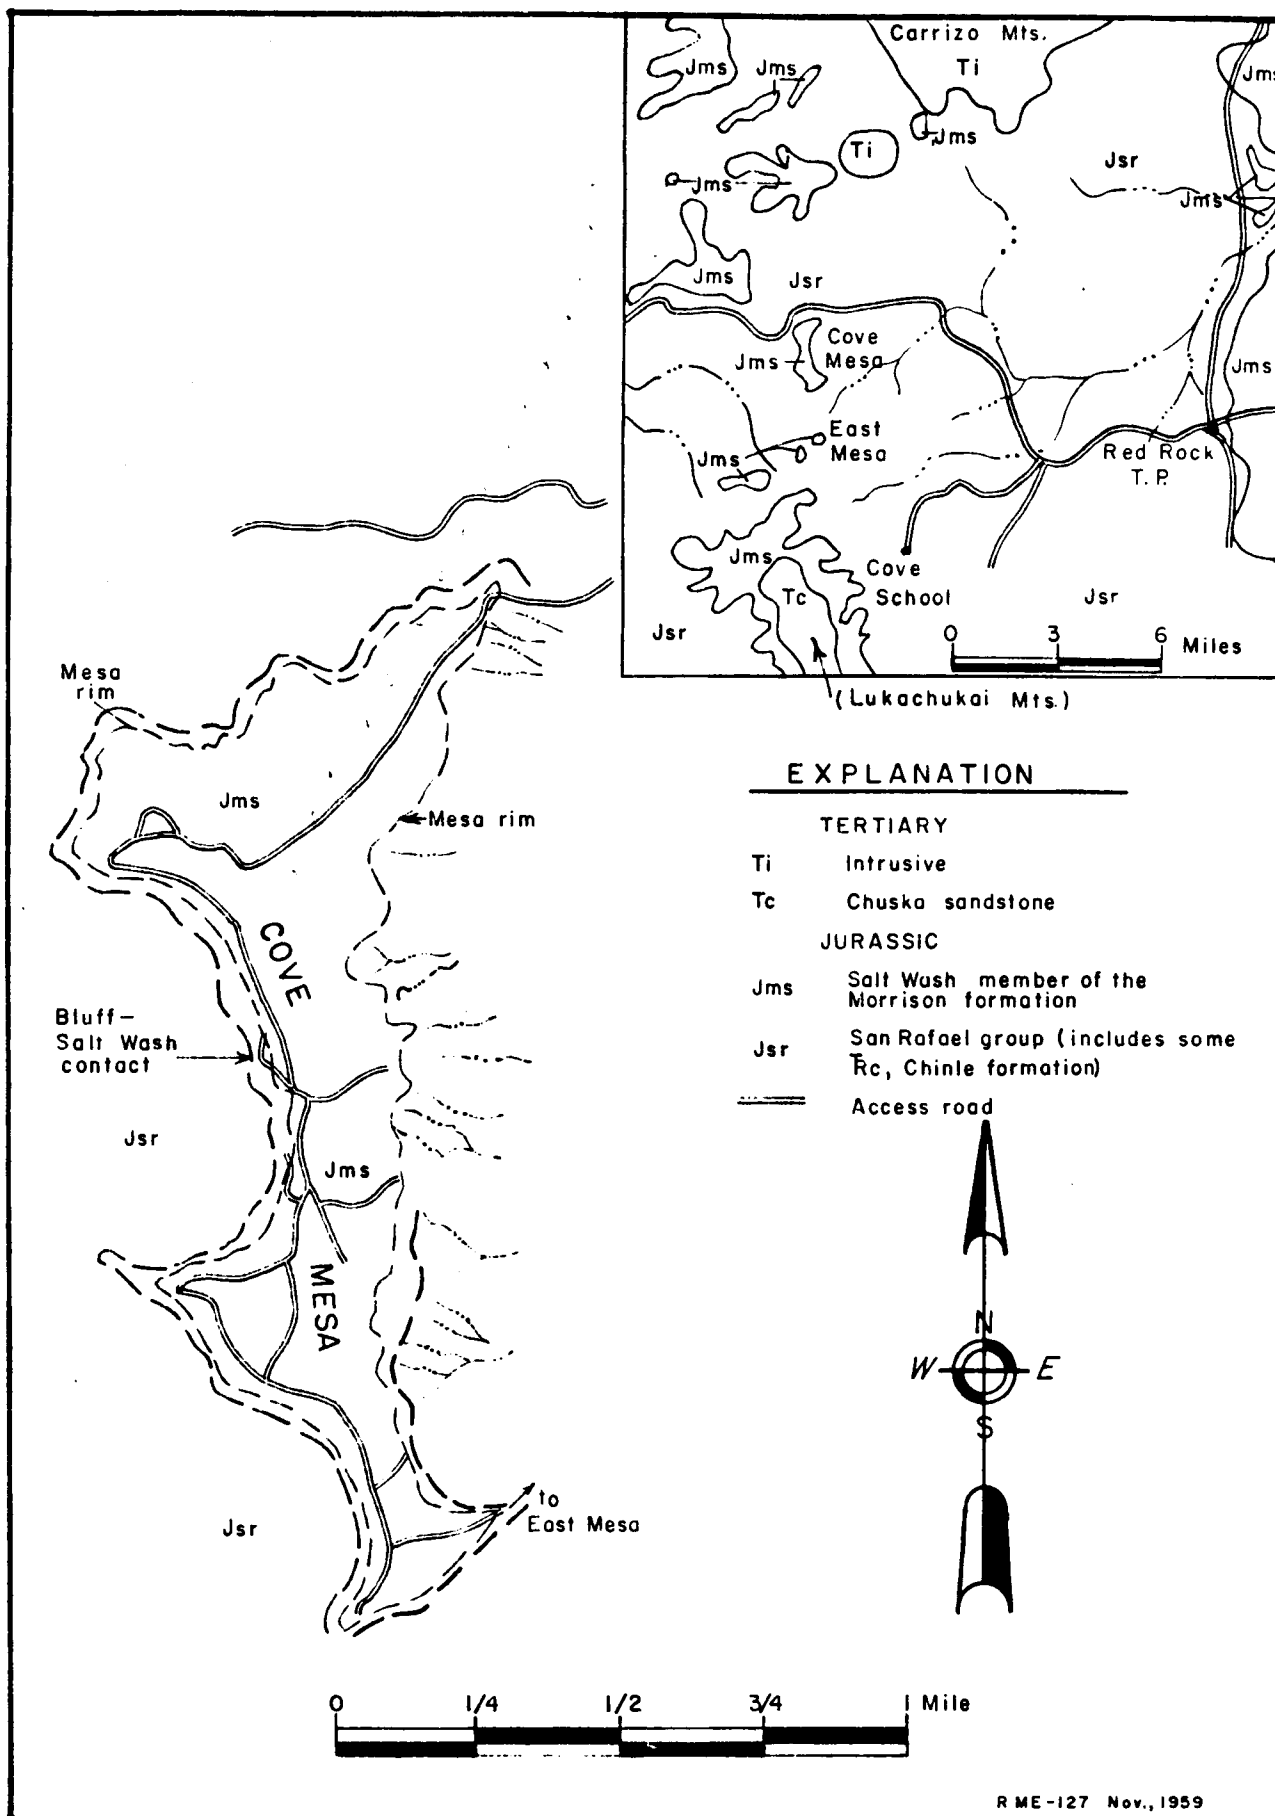 Carrizo Mts.
Ti
Jms
Jms
Jms
Jms
Ti
Jsr
Jms
Jms
Jms
Jsr
Cove
Mesa
Jms
Jms
East
Mesa
Jms
Red Rock
T. P.
Jms
Tc
Cove
School
Jsr
Jsr
0 3 6 Miles
(Lukachukai Mts.)
Mesa
rim
Jms
Mesa rim
COVE
Bluff–
Salt Wash
contact
Jsr
Jms
MESA
Jsr
to
East Mesa
EXPLANATION
TERTIARY
Ti Intrusive
Tc Chuska sandstone
JURASSIC
Jms Salt Wash member of the
Morrison formation
Jsr San Rafael group (includes some
T̄Rc, Chinle formation)
Access road
N
W E
S
0 1/4 1/2 3/4 1 Mile
RME-127 Nov., 1959